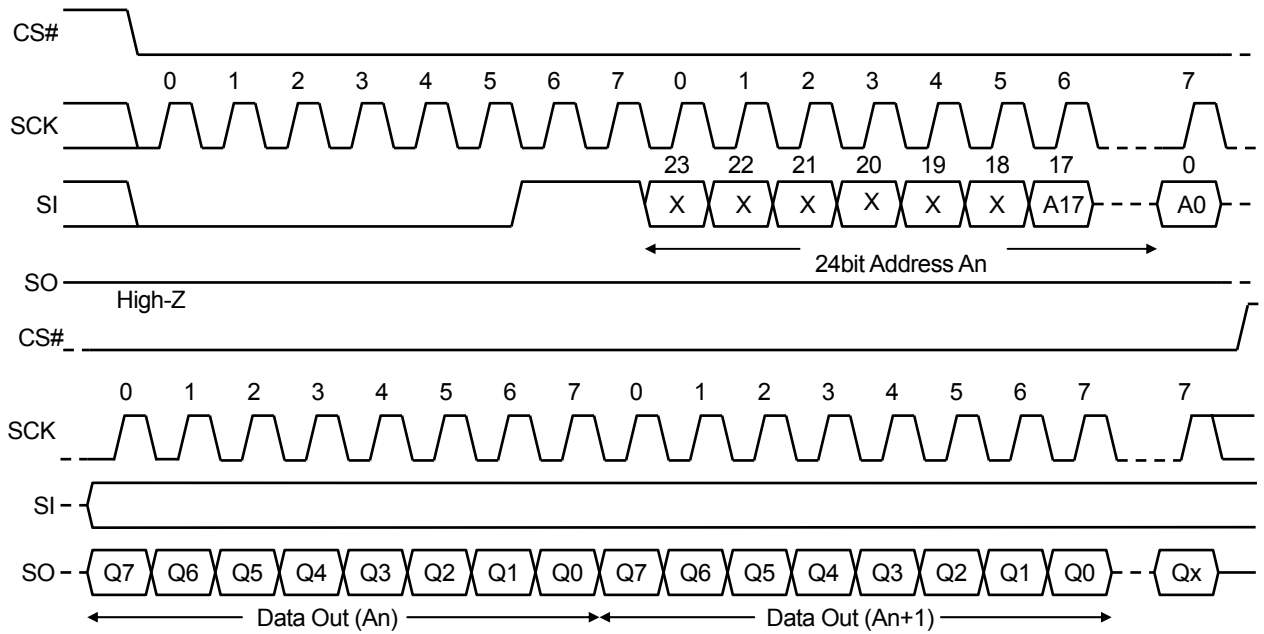 CS#
0 1 2 3 4 5 6 7 0 1 2 3 4 5 6 7
SCK
23 22 21 20 19 18 17 0
SI X X X X X X A17 A0
24bit Address An
SO
High-Z
CS#
0 1 2 3 4 5 6 7 0 1 2 3 4 5 6 7 7
SCK
SI
SO Q7 Q6 Q5 Q4 Q3 Q2 Q1 Q0 Q7 Q6 Q5 Q4 Q3 Q2 Q1 Q0 Qx
Data Out (An) Data Out (An+1)